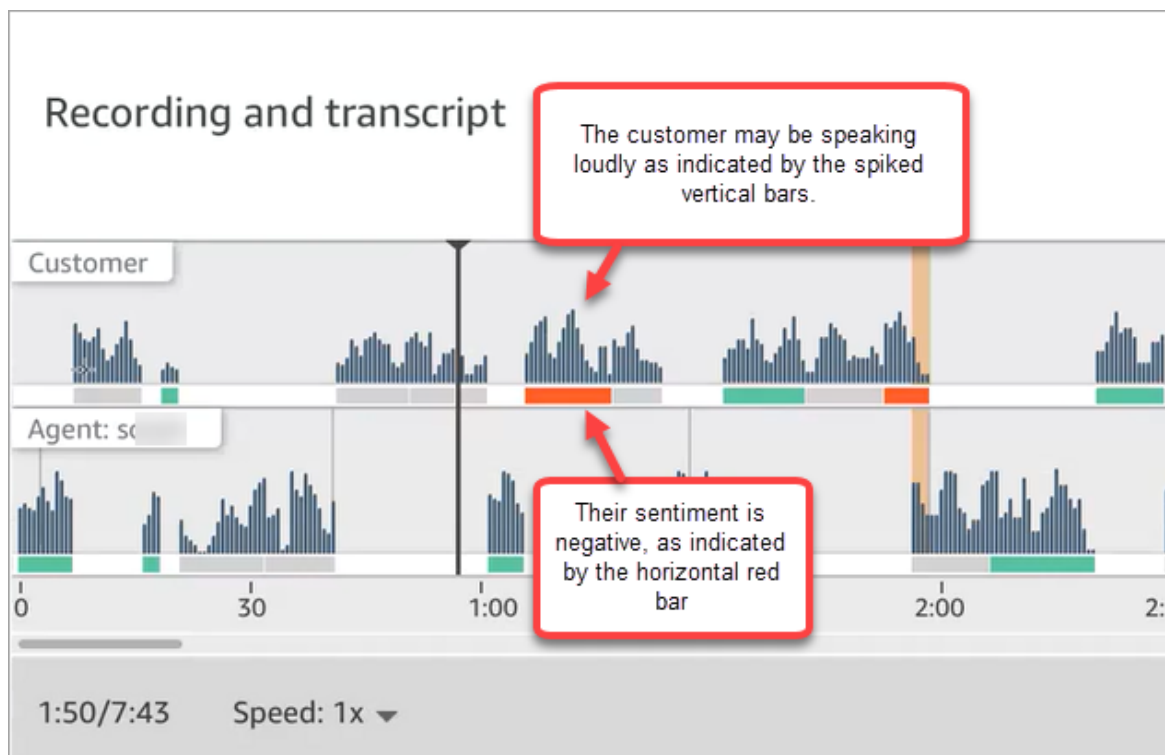 Recording and transcript
The customer may be speaking
loudly as indicated by the spiked
vertical bars.
Customer
Agent:
Their sentiment is
negative, as indicated
by the horizontal red
bar
0
30
1:00
2:00
2:
1:50/7:43
Speed: 1x